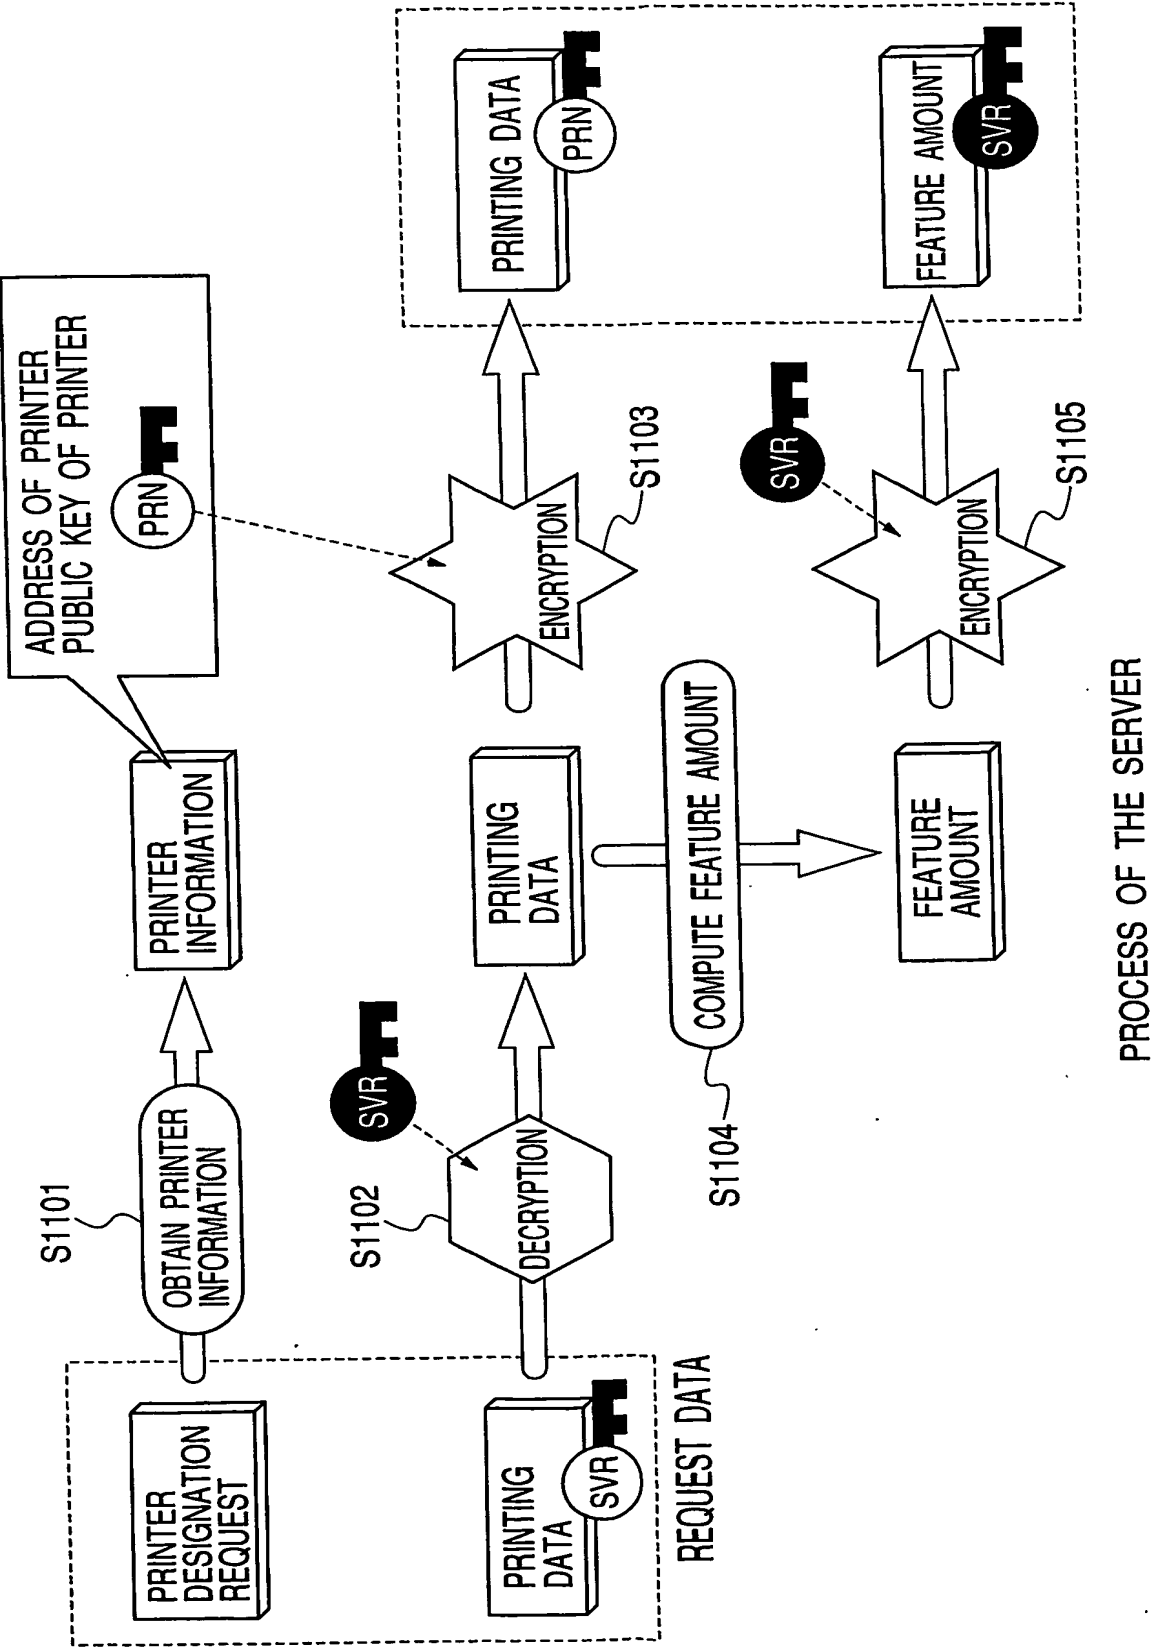 ADDRESS OF PRINTER
PUBLIC KEY OF PRINTER
PRN
S1101
PRINTER
DESIGNATION
REQUEST
OBTAIN PRINTER
INFORMATION
PRINTER
INFORMATION
S1102
SVR
PRINTING
DATA
SVR
DECRYPTION
PRINTING
DATA
ENCRYPTION
S1103
PRINTING DATA
PRN
REQUEST DATA
S1104
COMPUTE FEATURE AMOUNT
SVR
FEATURE
AMOUNT
ENCRYPTION
S1105
FEATURE AMOUNT
SVR
PROCESS OF THE SERVER